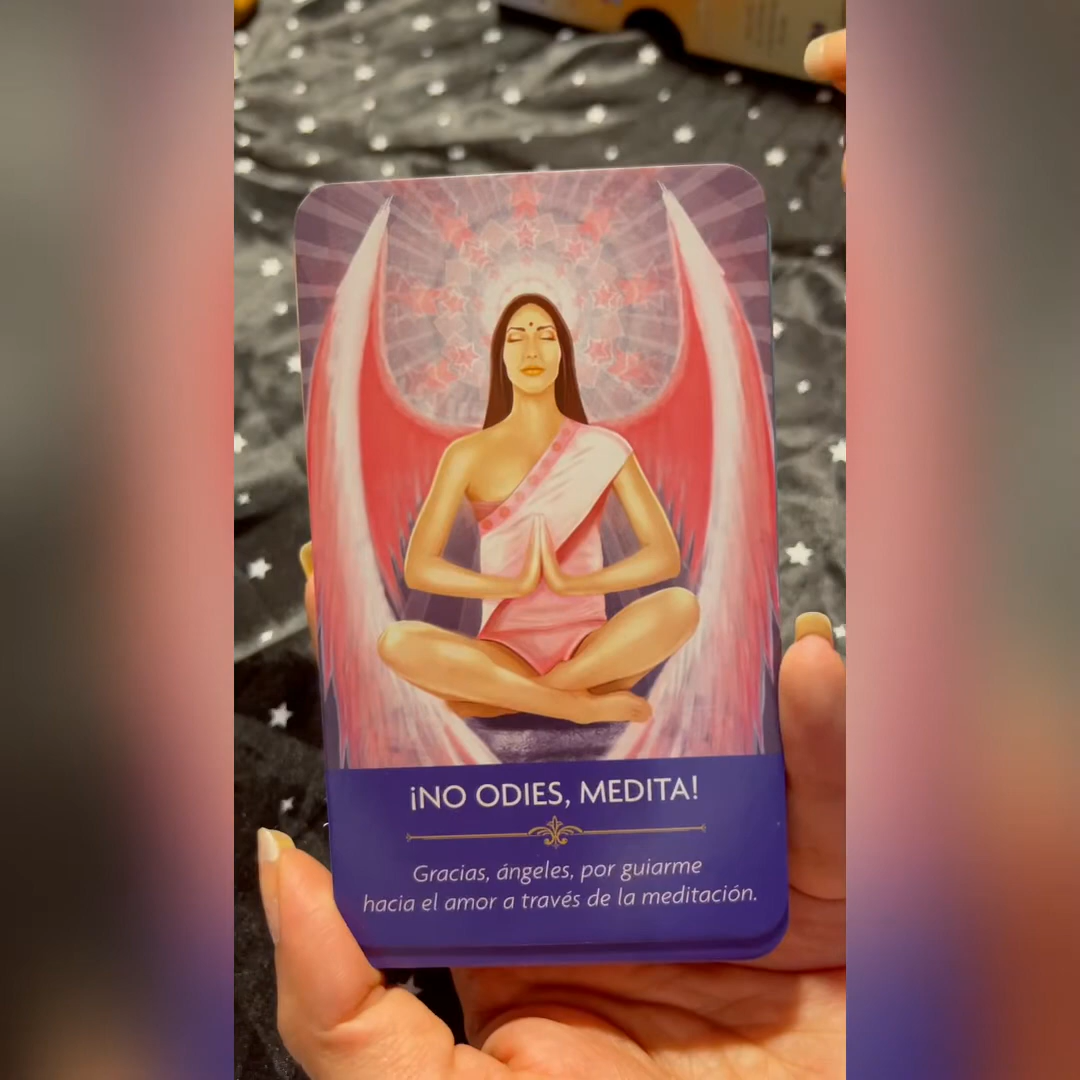 ¡NO ODIES, MEDITA!
Gracias, ángeles, por guiarme
hacia el amor a través de la meditación.